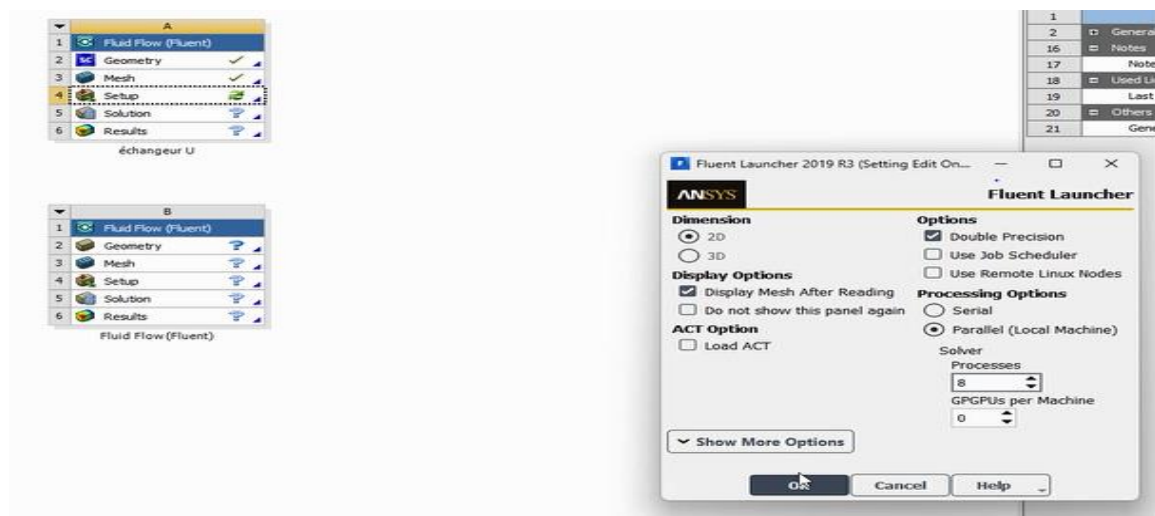 A
1 Fluid Flow (Fluent)
2 Geometry
3 Mesh
4 Setup
5 Solution
6 Results
échangeur U
B
1 Fluid Flow (Fluent)
2 Geometry
3 Mesh
4 Setup
5 Solution
6 Results
Fluid Flow (Fluent)
1
2 General
16 Notes
17 Note
18 Used Li
19 Last
20 Others
21 Gene
Fluent Launcher 2019 R3 (Setting Edit On...
ANSYS
Fluent Launcher
Dimension
2D
3D
Display Options
Display Mesh After Reading
Do not show this panel again
ACT Option
Load ACT
Options
Double Precision
Use Job Scheduler
Use Remote Linux Nodes
Processing Options
Serial
Parallel (Local Machine)
Solver
Processes
8
GPGPUs per Machine
0
Show More Options
OK
Cancel
Help